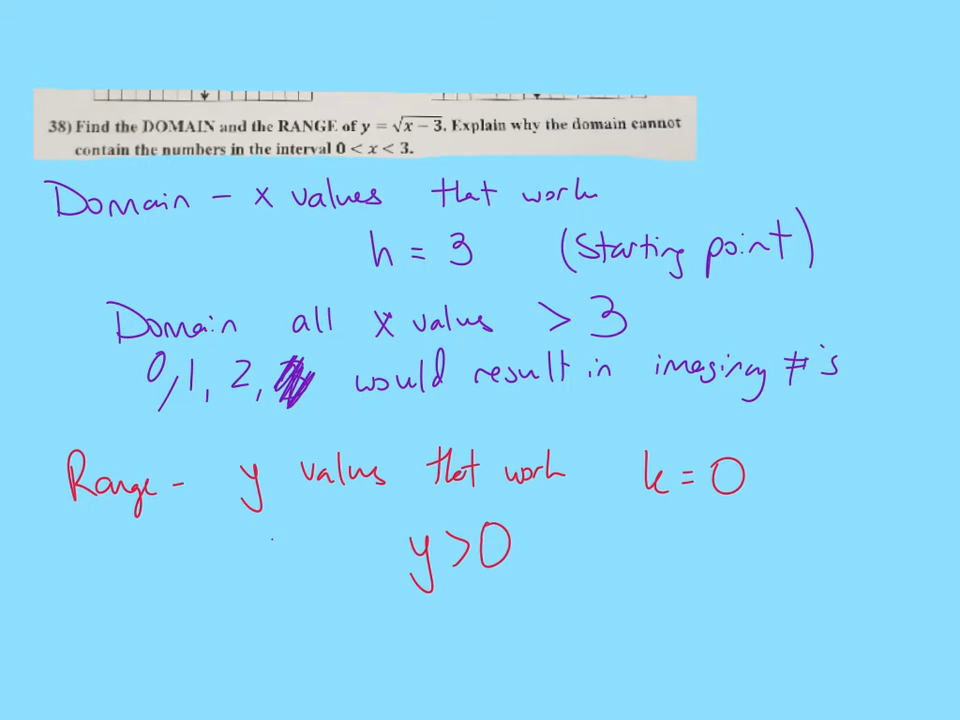 38) Find the DOMAIN and the RANGE of y = √x − 3. Explain why the domain cannot
contain the numbers in the interval 0 < x < 3.
Domain - x values that work
h = 3 (Starting point)
Domain all x values > 3
0, 1, 2, would result in imaginary #'s
Range - y values that work k = 0
y > 0